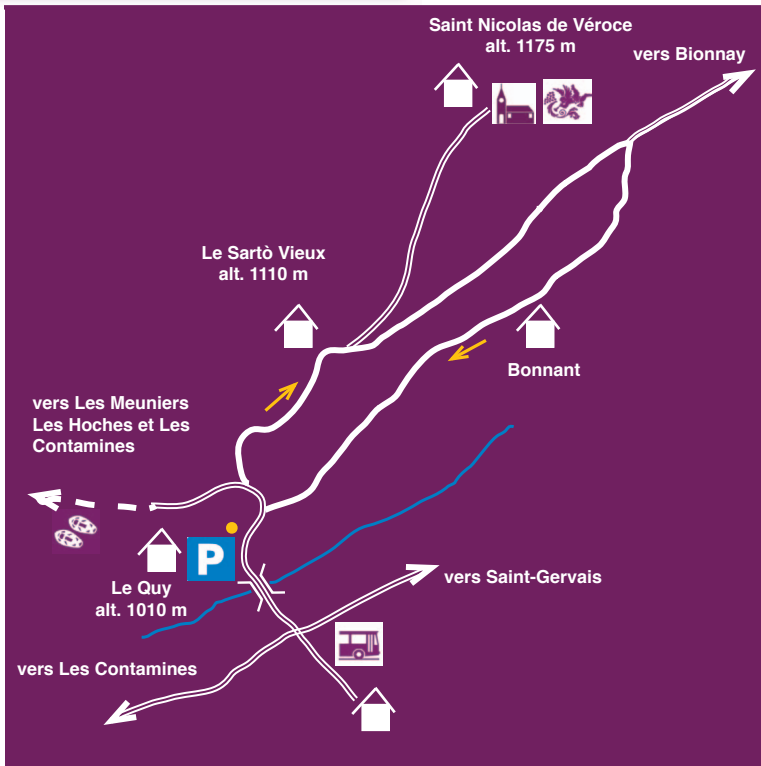 Saint Nicolas de Véroce
alt. 1175 m
vers Bionnay
Le Sartò Vieux
alt. 1110 m
Bonnant
vers Les Meuniers
Les Hoches et Les
Contamines
P
Le Quy
alt. 1010 m
vers Saint-Gervais
vers Les Contamines